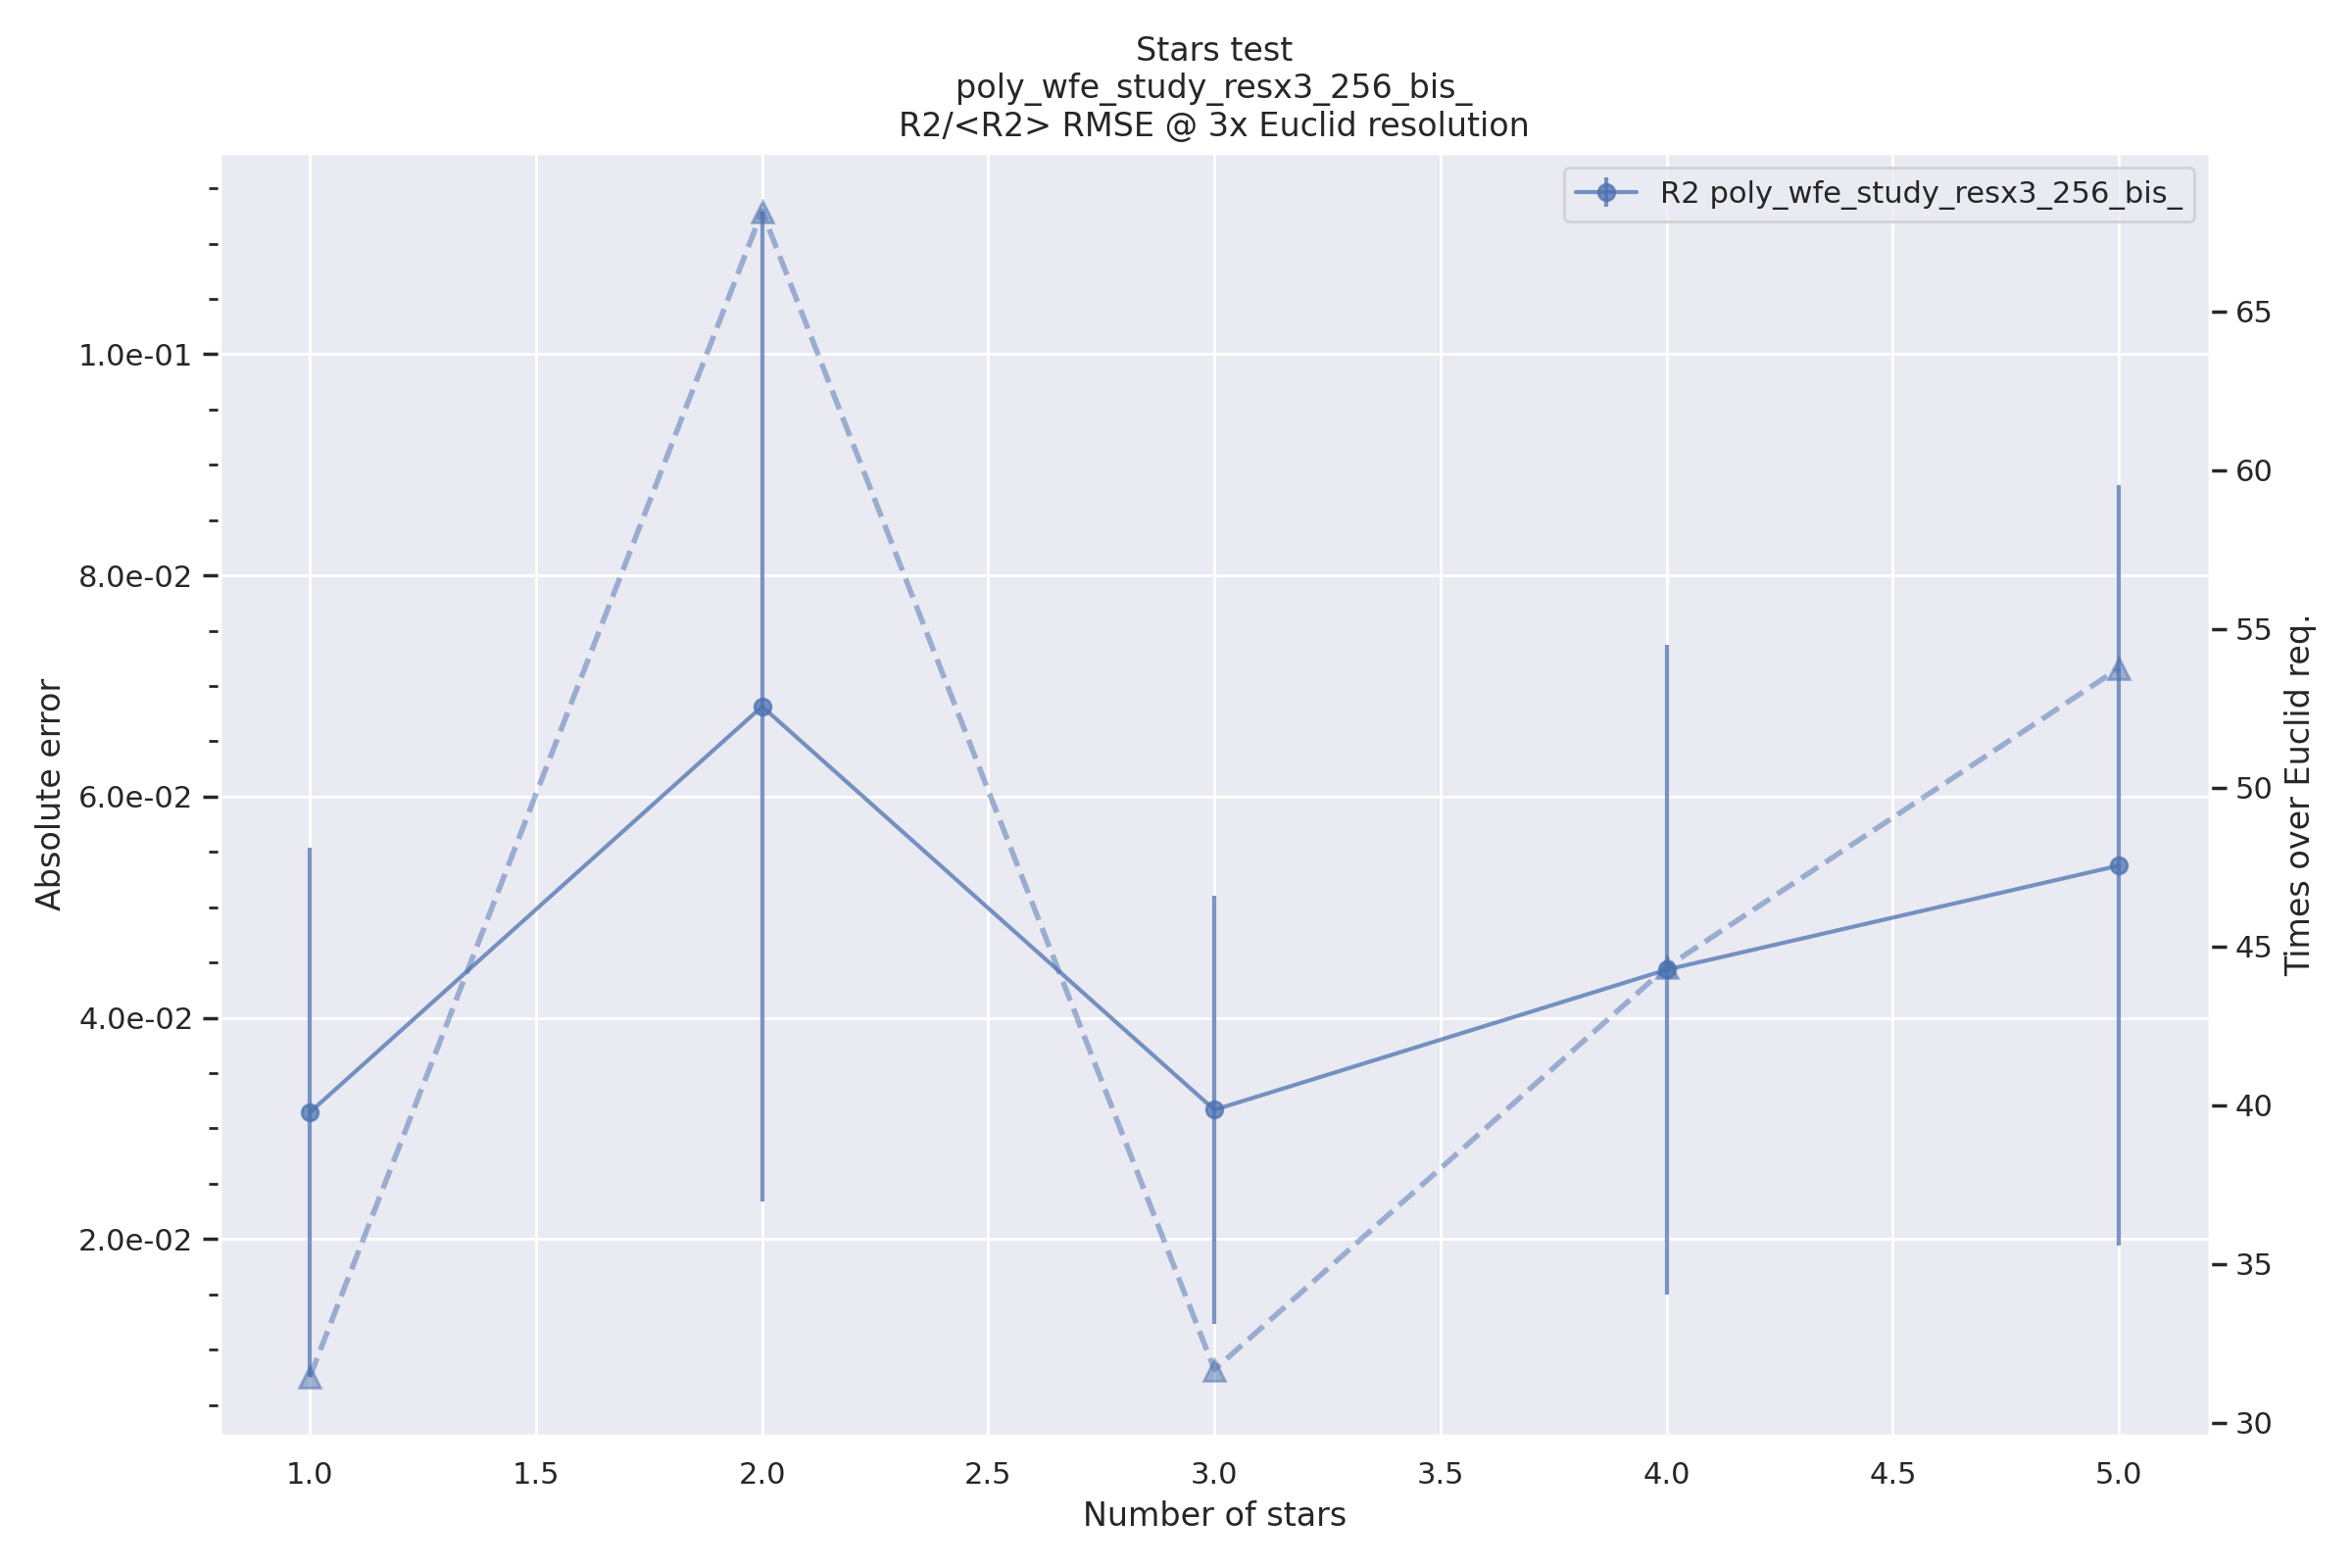 Stars test
poly_wfe_study_resx3_256_bis_
R2/<R2> RMSE @ 3x Euclid resolution
R2 poly_wfe_study_resx3_256_bis_
Absolute error
1.0e-01
8.0e-02
6.0e-02
4.0e-02
2.0e-02
65
60
55
50
45
40
35
30
Times over Euclid req.
1.0 1.5 2.0 2.5 3.0 3.5 4.0 4.5 5.0
Number of stars